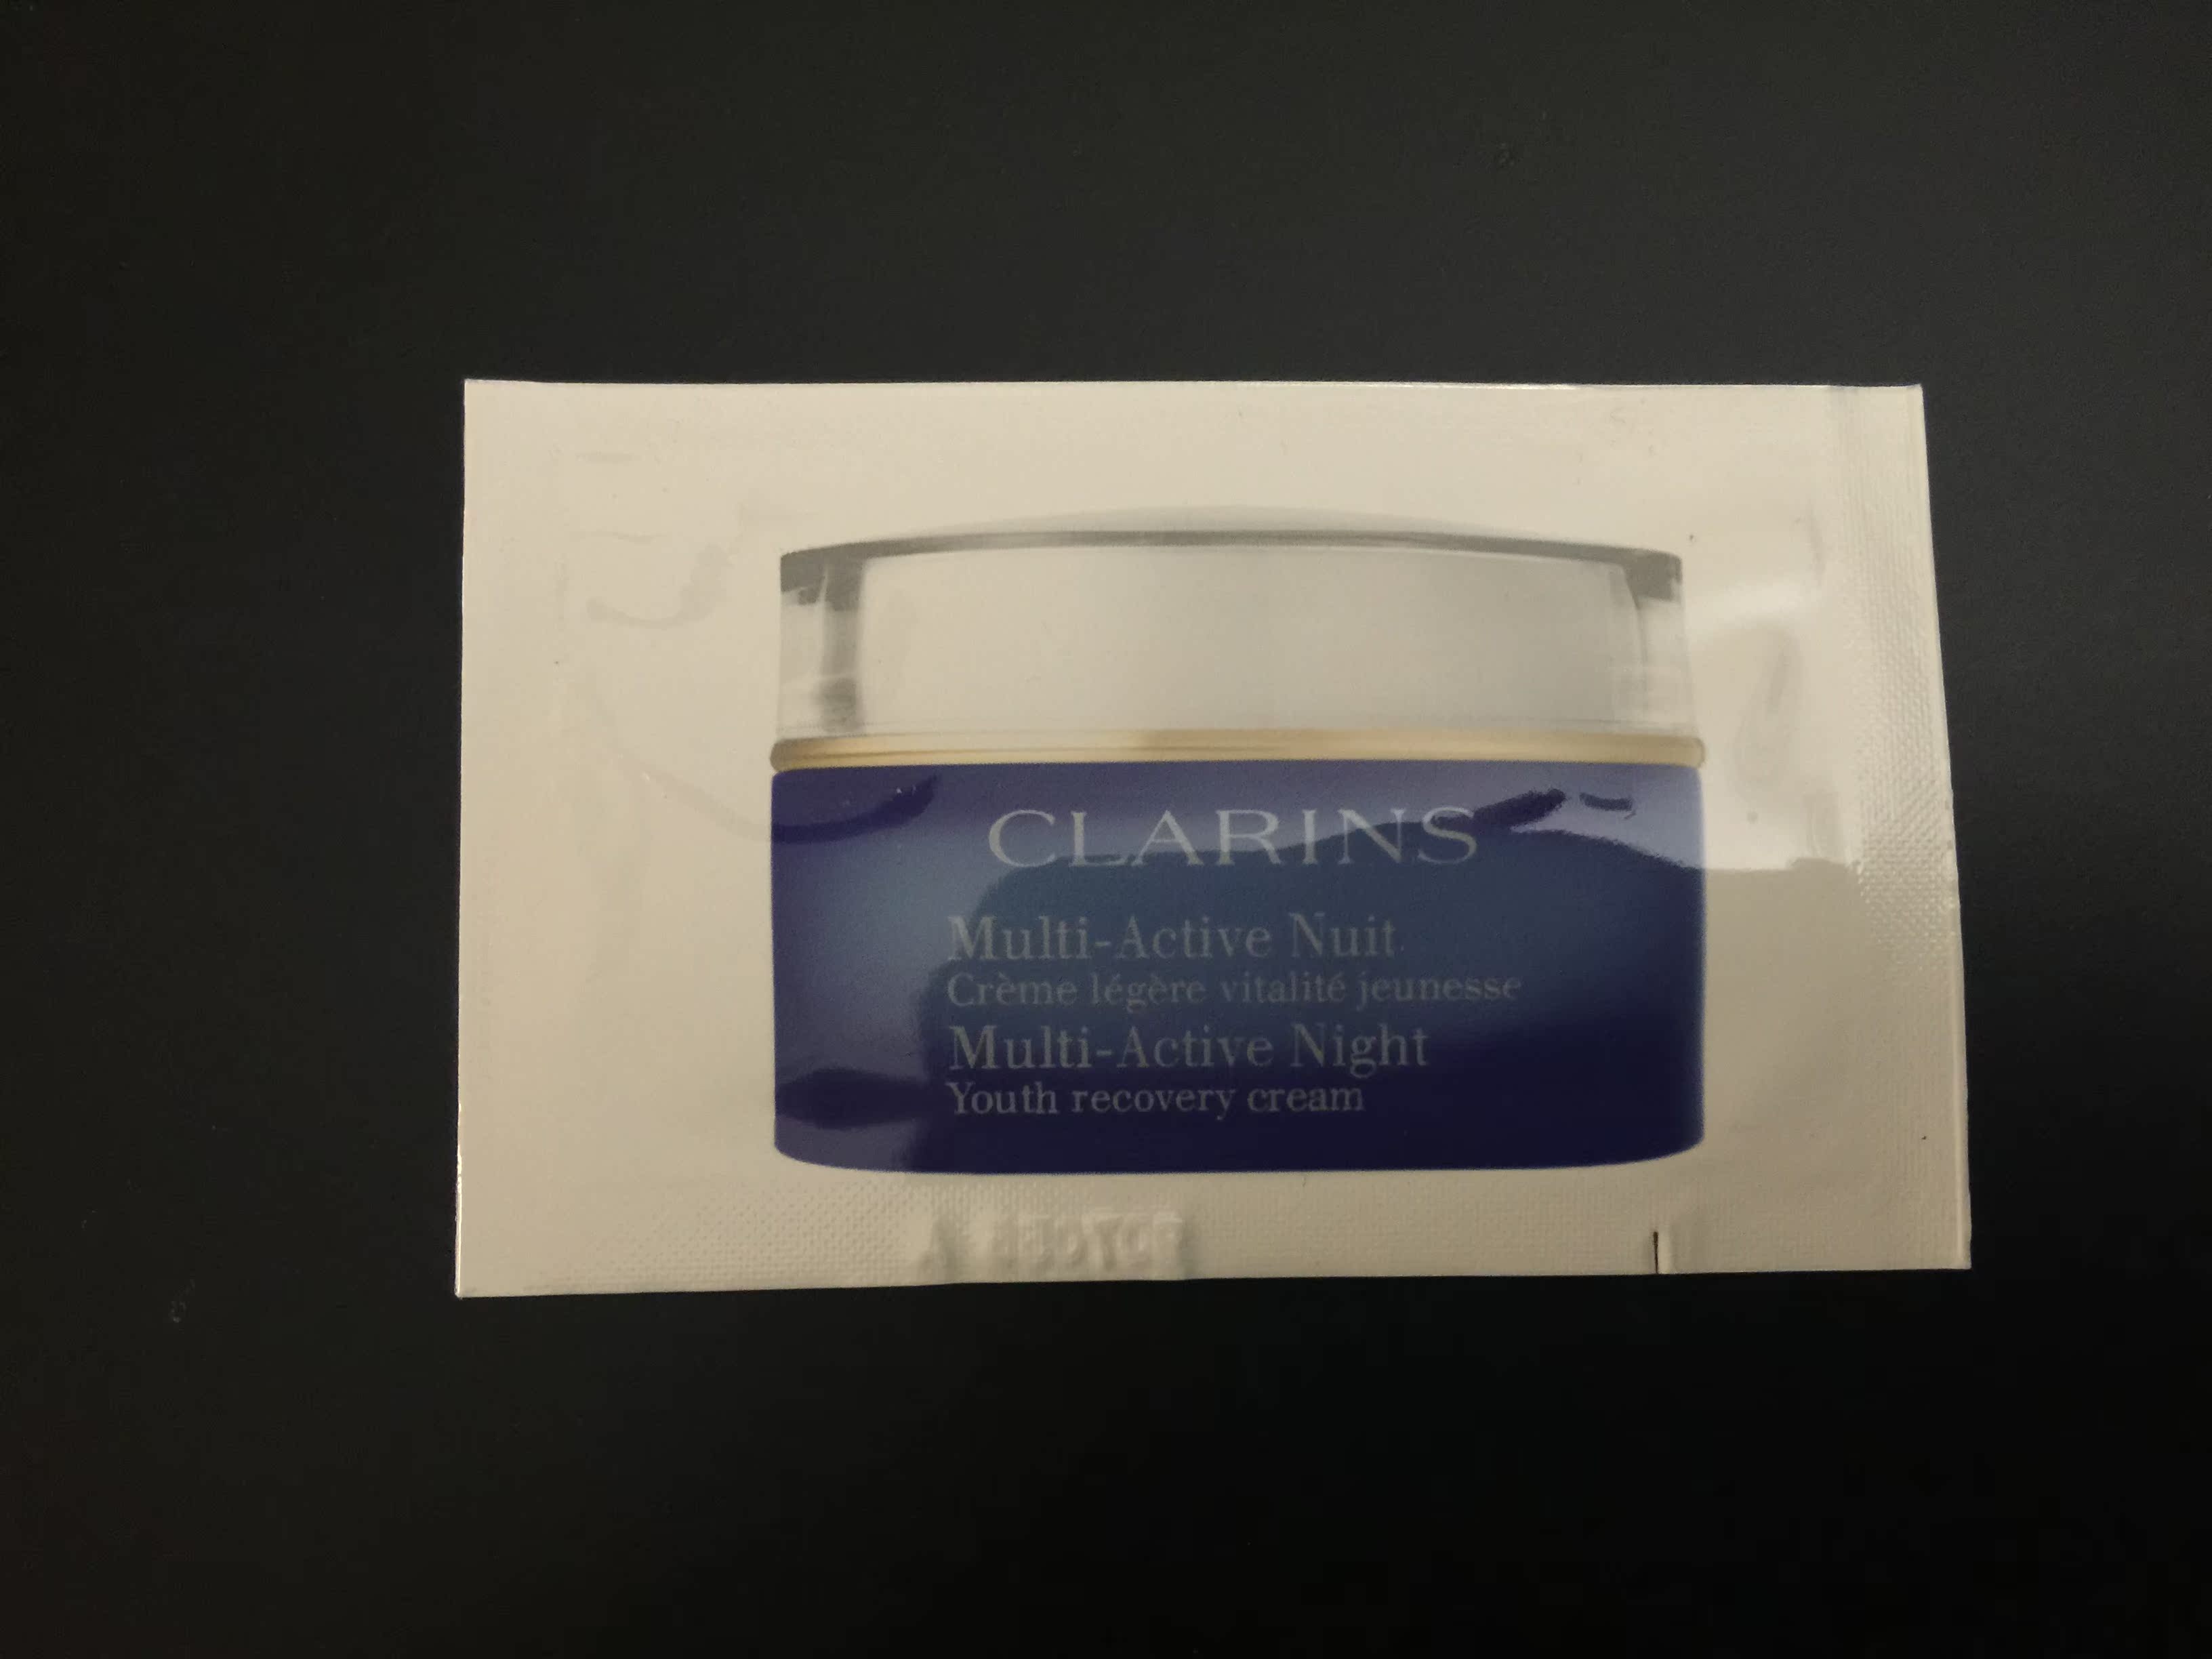 CLARINS
Multi-Active Nuit
Crème légère vitalité jeunesse
Multi-Active Night
Youth recovery cream